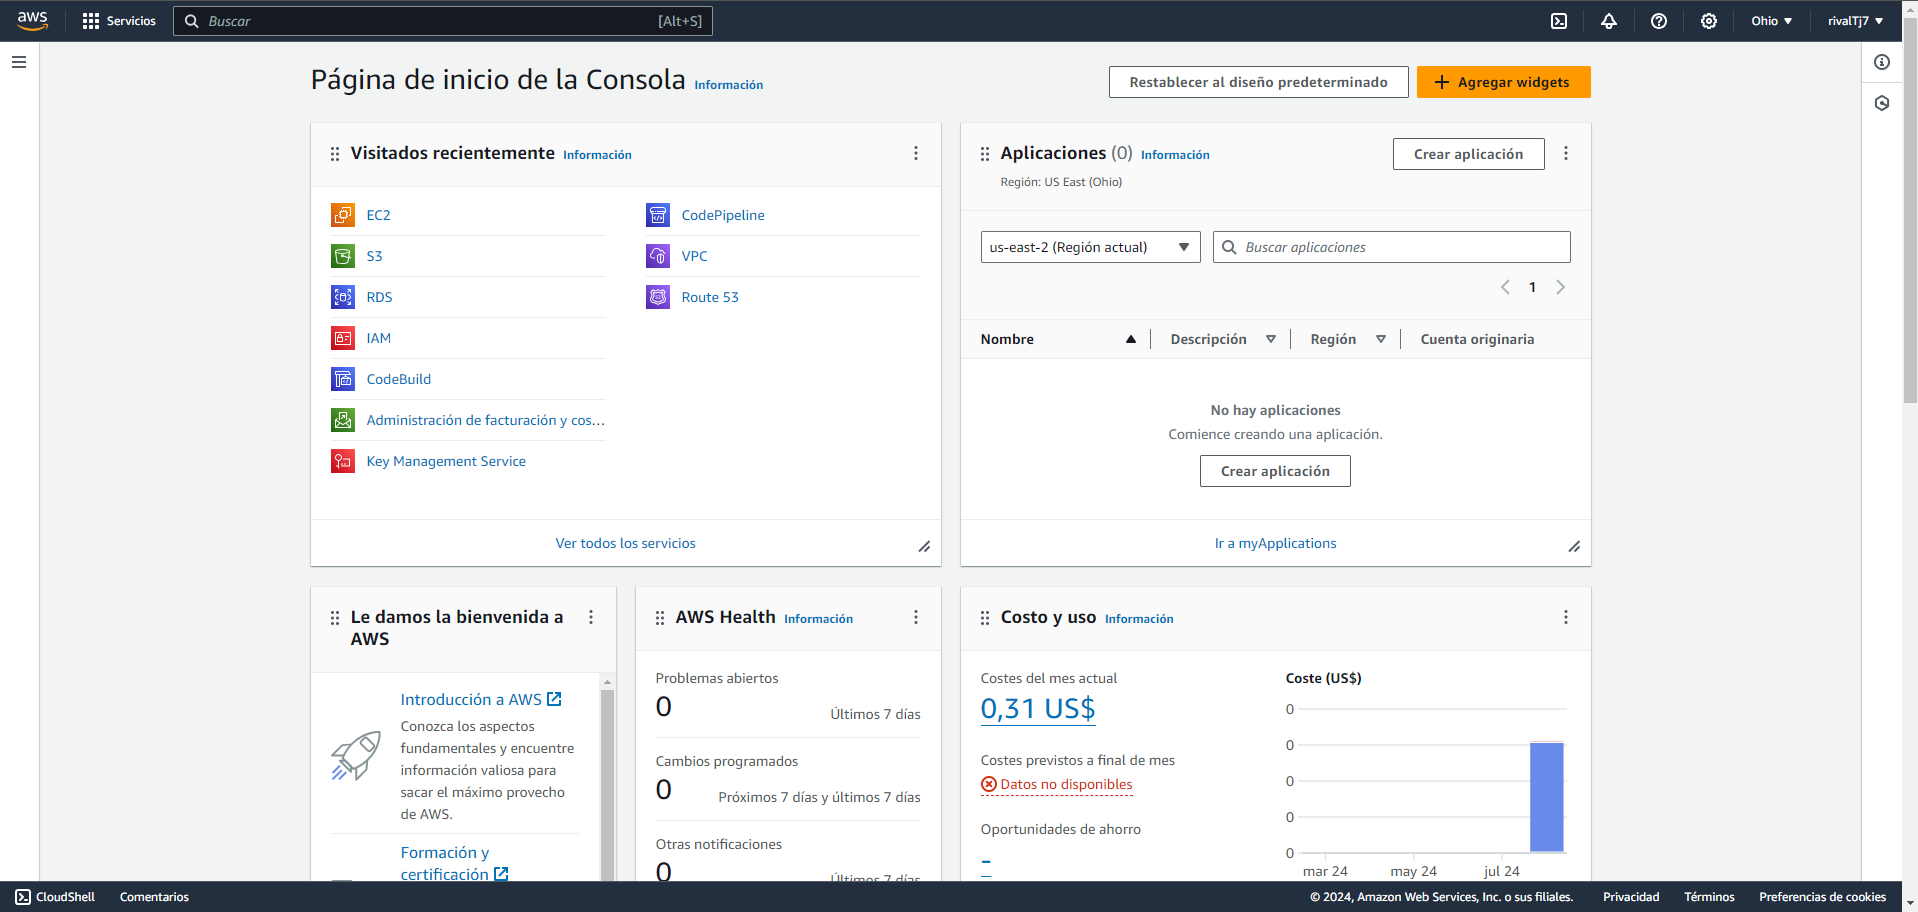 aws
Servicios
Buscar
[Alt+S]
Ohio
rivalTj7
Página de inicio de la Consola
Información
Restablecer al diseño predeterminado
Agregar widgets
Visitados recientemente
Información
EC2
S3
RDS
IAM
CodeBuild
Administración de facturación y cos...
Key Management Service
CodePipeline
VPC
Route 53
Ver todos los servicios
Aplicaciones (0)
Información
Crear aplicación
Región: US East (Ohio)
us-east-2 (Región actual)
Buscar aplicaciones
1
Nombre
Descripción
Región
Cuenta originaria
No hay aplicaciones
Comience creando una aplicación.
Crear aplicación
Ir a myApplications
Le damos la bienvenida a
AWS
Introducción a AWS
Conozca los aspectos
fundamentales y encuentre
información valiosa para
sacar el máximo provecho
de AWS.
Formación y
certificación
AWS Health
Información
Problemas abiertos
0
Últimos 7 días
Cambios programados
0
Próximos 7 días y últimos 7 días
Otras notificaciones
0
Últimos 7 días
Costo y uso
Información
Costes del mes actual
0,31 US$
Costes previstos a final de mes
Datos no disponibles
Oportunidades de ahorro
-
Coste (US$)
0
0
0
0
0
mar 24
may 24
jul 24
CloudShell
Comentarios
© 2024, Amazon Web Services, Inc. o sus filiales.
Privacidad
Términos
Preferencias de cookies